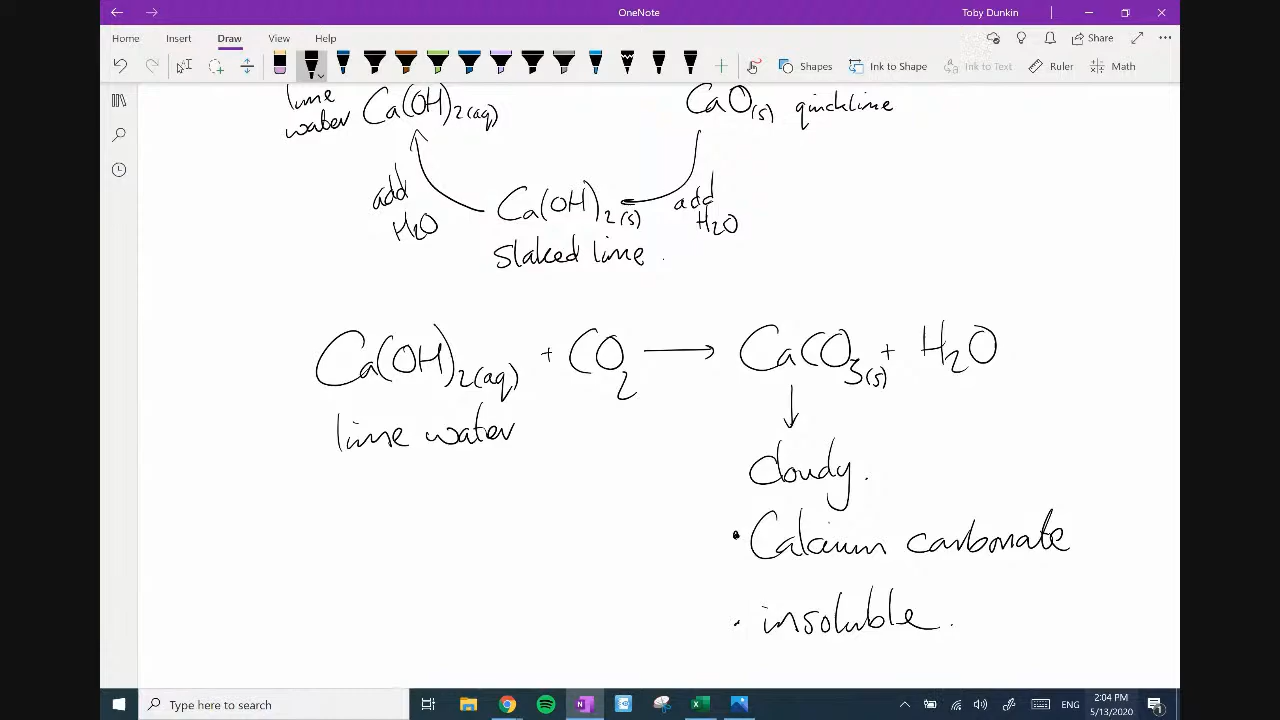 OneNote
Toby Dunkin
Home Insert Draw View Help
Share
Shapes Ink to Shape Ink to Text Ruler Math
lime
water Ca(OH)2(aq)
CaO(s) quicklime
add
H2O
Ca(OH)2(s)
add
H2O
slaked lime.
Ca(OH)2(aq) + CO2 → CaCO3(s) + H2O
lime water
↓
cloudy.
• Calcium carbonate
• insoluble.
Type here to search
ENG
2:04 PM
5/13/2020
1